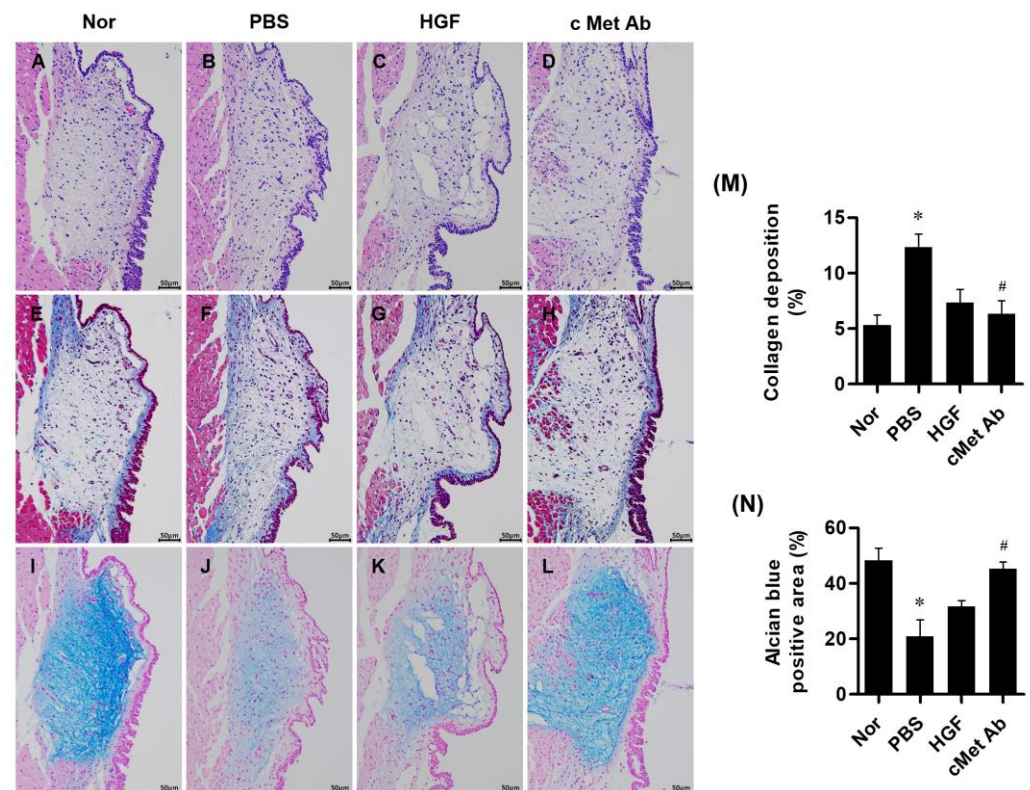 Nor PBS HGF c Met Ab
A B C D
50μm 50μm 50μm 50μm
E F G H
50μm 50μm 50μm 50μm
I J K L
50μm 50μm 50μm 50μm
(M)
Collagen deposition
(%)
15
10
5
0
*
#
Nor PBS HGF cMet Ab
(N)
Alcian blue
positive area (%)
60
40
20
0
*
#
Nor PBS HGF cMet Ab